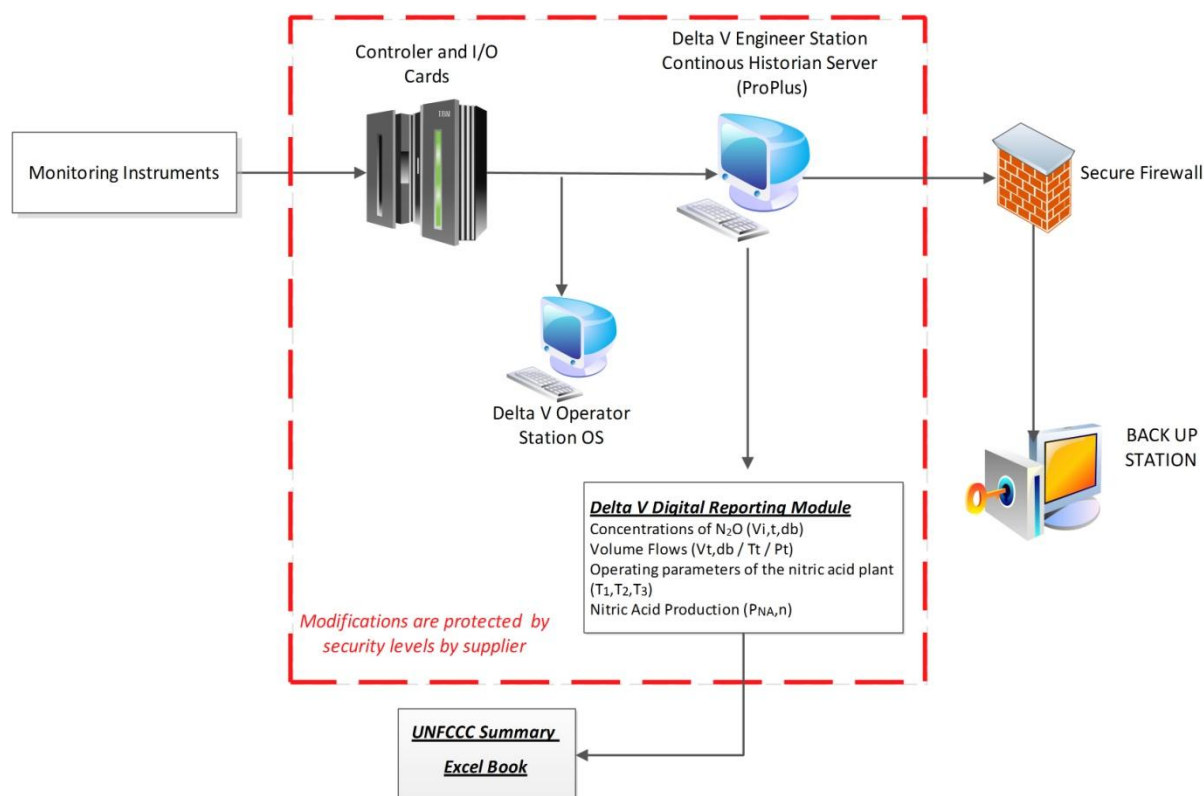 Controler and I/O
Cards
Delta V Engineer Station
Continous Historian Server
(ProPlus)
Monitoring Instruments
Secure Firewall
Delta V Operator
Station OS
BACK UP
STATION
Delta V Digital Reporting Module
Concentrations of N₂O (Vi,t,db)
Volume Flows (Vt,db / Tt / Pt)
Operating parameters of the nitric acid plant
(T₁,T₂,T₃)
Nitric Acid Production (PNA,n)
Modifications are protected by
security levels by supplier
UNFCCC Summary
Excel Book